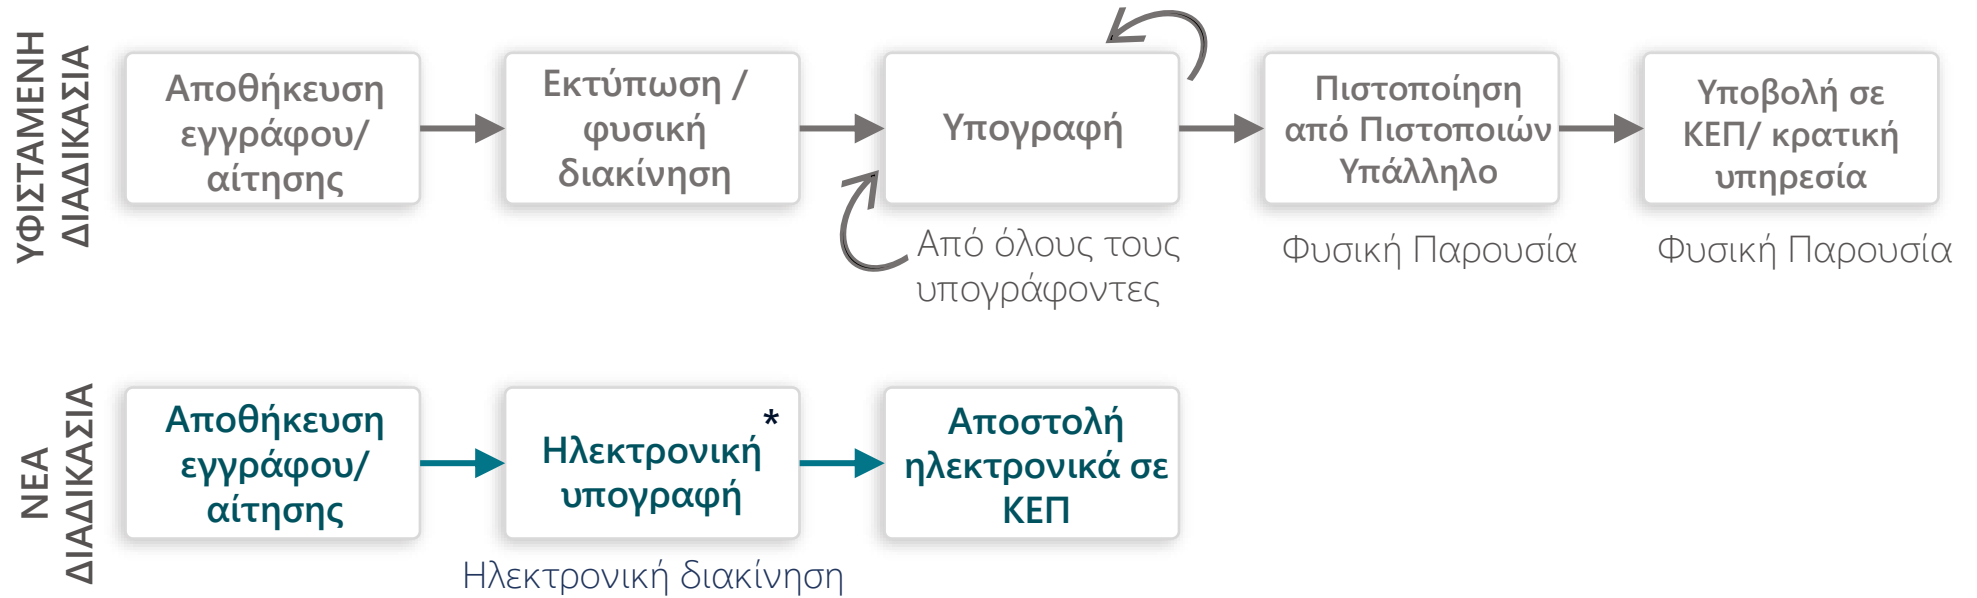 ΥΦΙΣΤΑΜΕΝΗ
ΔΙΑΔΙΚΑΣΙΑ
Αποθήκευση
εγγράφου/
αίτησης
Εκτύπωση /
φυσική
διακίνηση
Υπογραφή
Από όλους τους
υπογράφοντες
Πιστοποίηση
από Πιστοποιών
Υπάλληλο
Φυσική Παρουσία
Υποβολή σε
ΚΕΠ/ κρατική
υπηρεσία
Φυσική Παρουσία
ΝΕΑ
ΔΙΑΔΙΚΑΣΙΑ
Αποθήκευση
εγγράφου/
αίτησης
Ηλεκτρονική *
υπογραφή
Ηλεκτρονική διακίνηση
Αποστολή
ηλεκτρονικά σε
ΚΕΠ